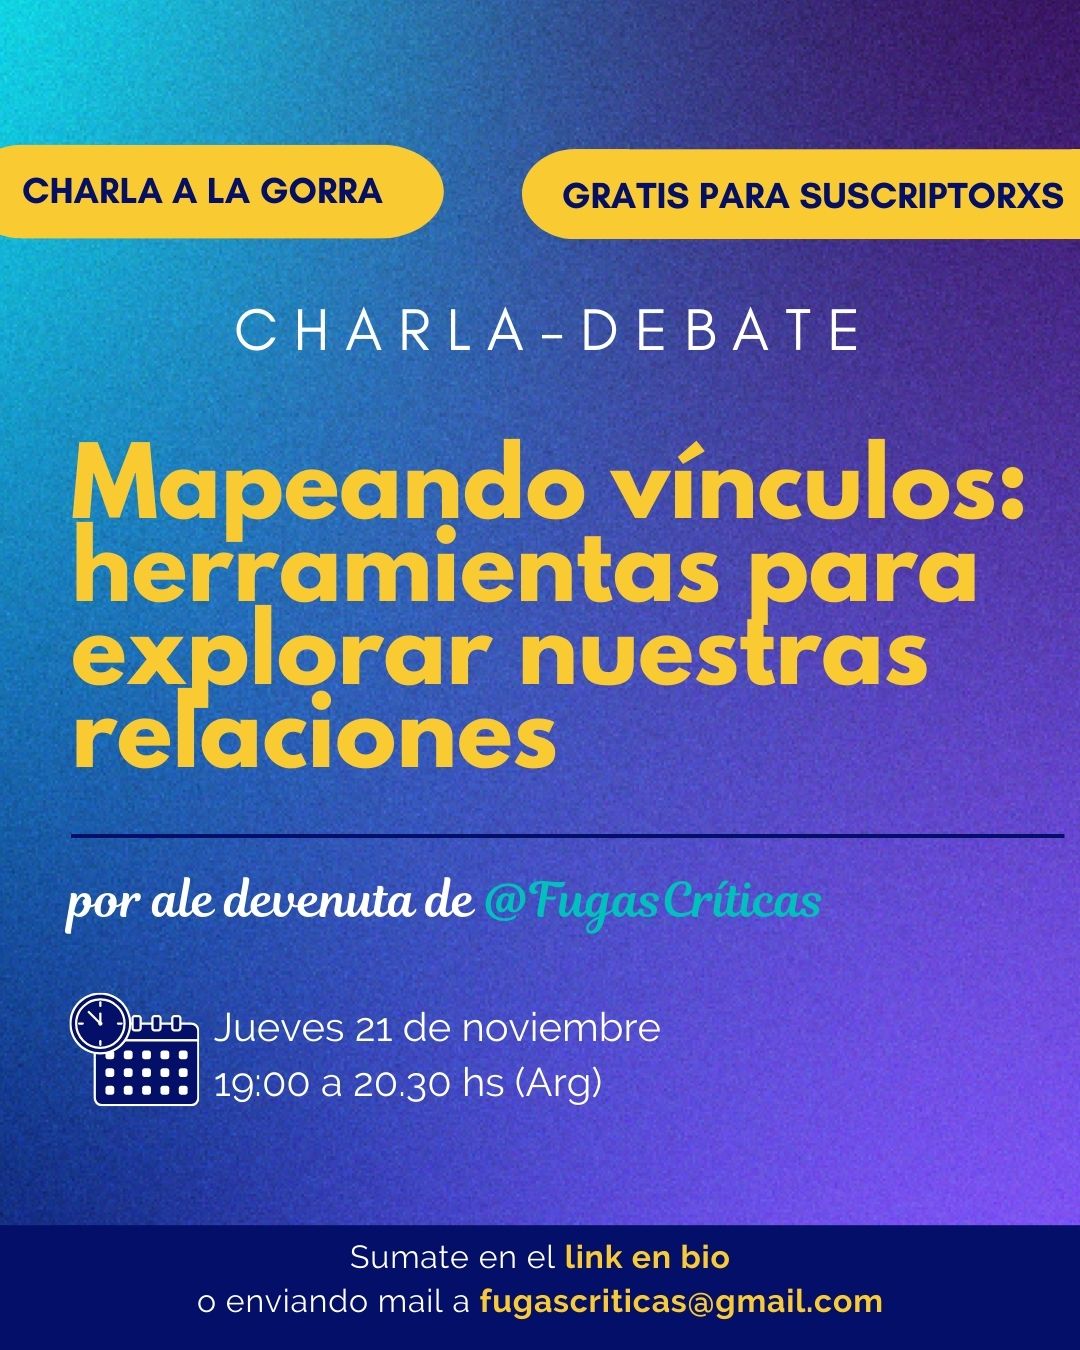 CHARLA A LA GORRA
GRATIS PARA SUSCRIPTORXS
CHARLA-DEBATE
Mapeando vínculos:
herramientas para
explorar nuestras
relaciones
por ale devenuta de @FugasCríticas
Jueves 21 de noviembre
19:00 a 20.30 hs (Arg)
Sumate en el link en bio
o enviando mail a fugascriticas@gmail.com